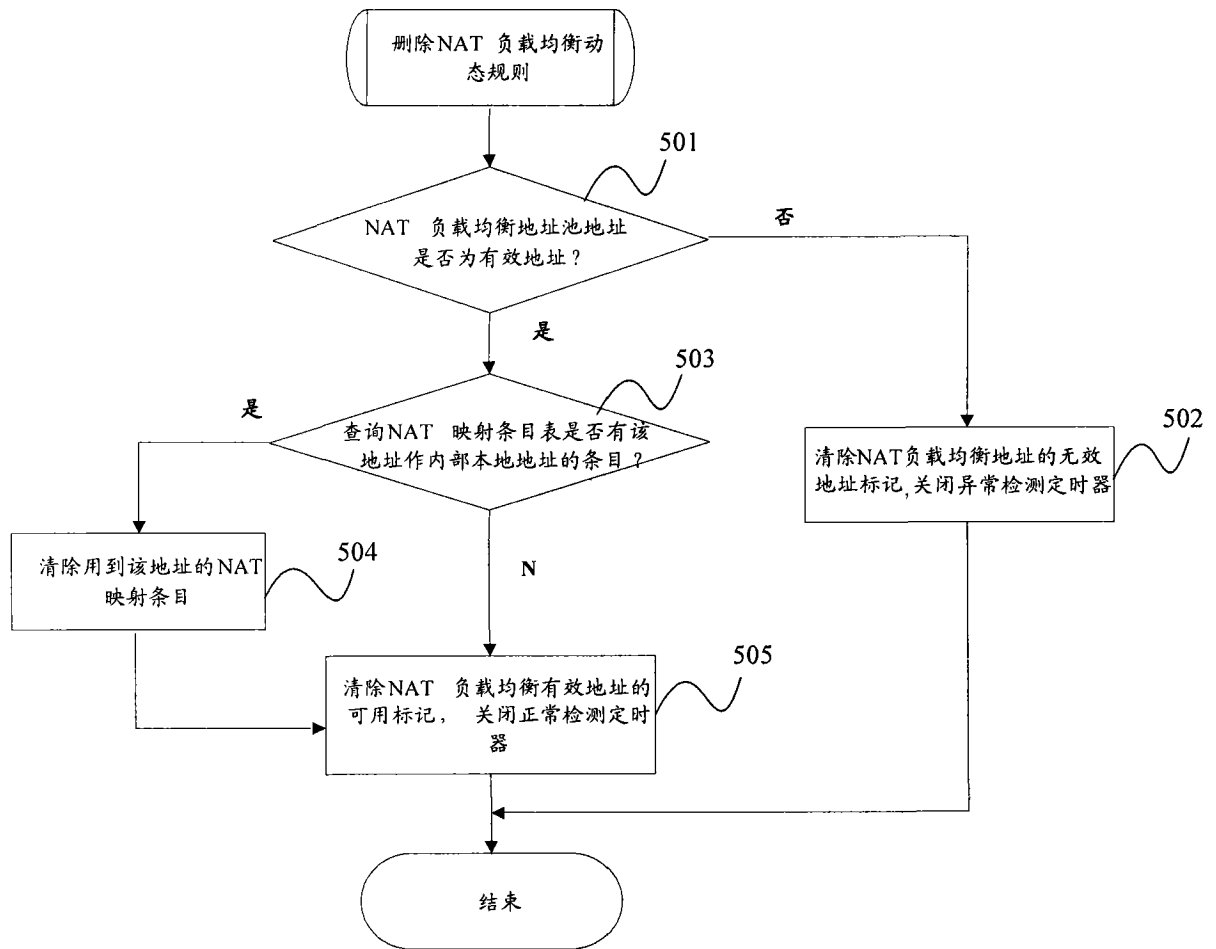 删除NAT 负载均衡动
态规则
501
NAT 负载均衡地址池地址
是否为有效地址？
否
是
503
是
查询NAT 映射条目表是否有该
地址作内部本地地址的条目？
502
清除NAT负载均衡地址的无效
地址标记,关闭异常检测定时器
504
清除用到该地址的NAT
映射条目
N
505
清除NAT 负载均衡有效地址的
可用标记， 关闭正常检测定时
器
结束